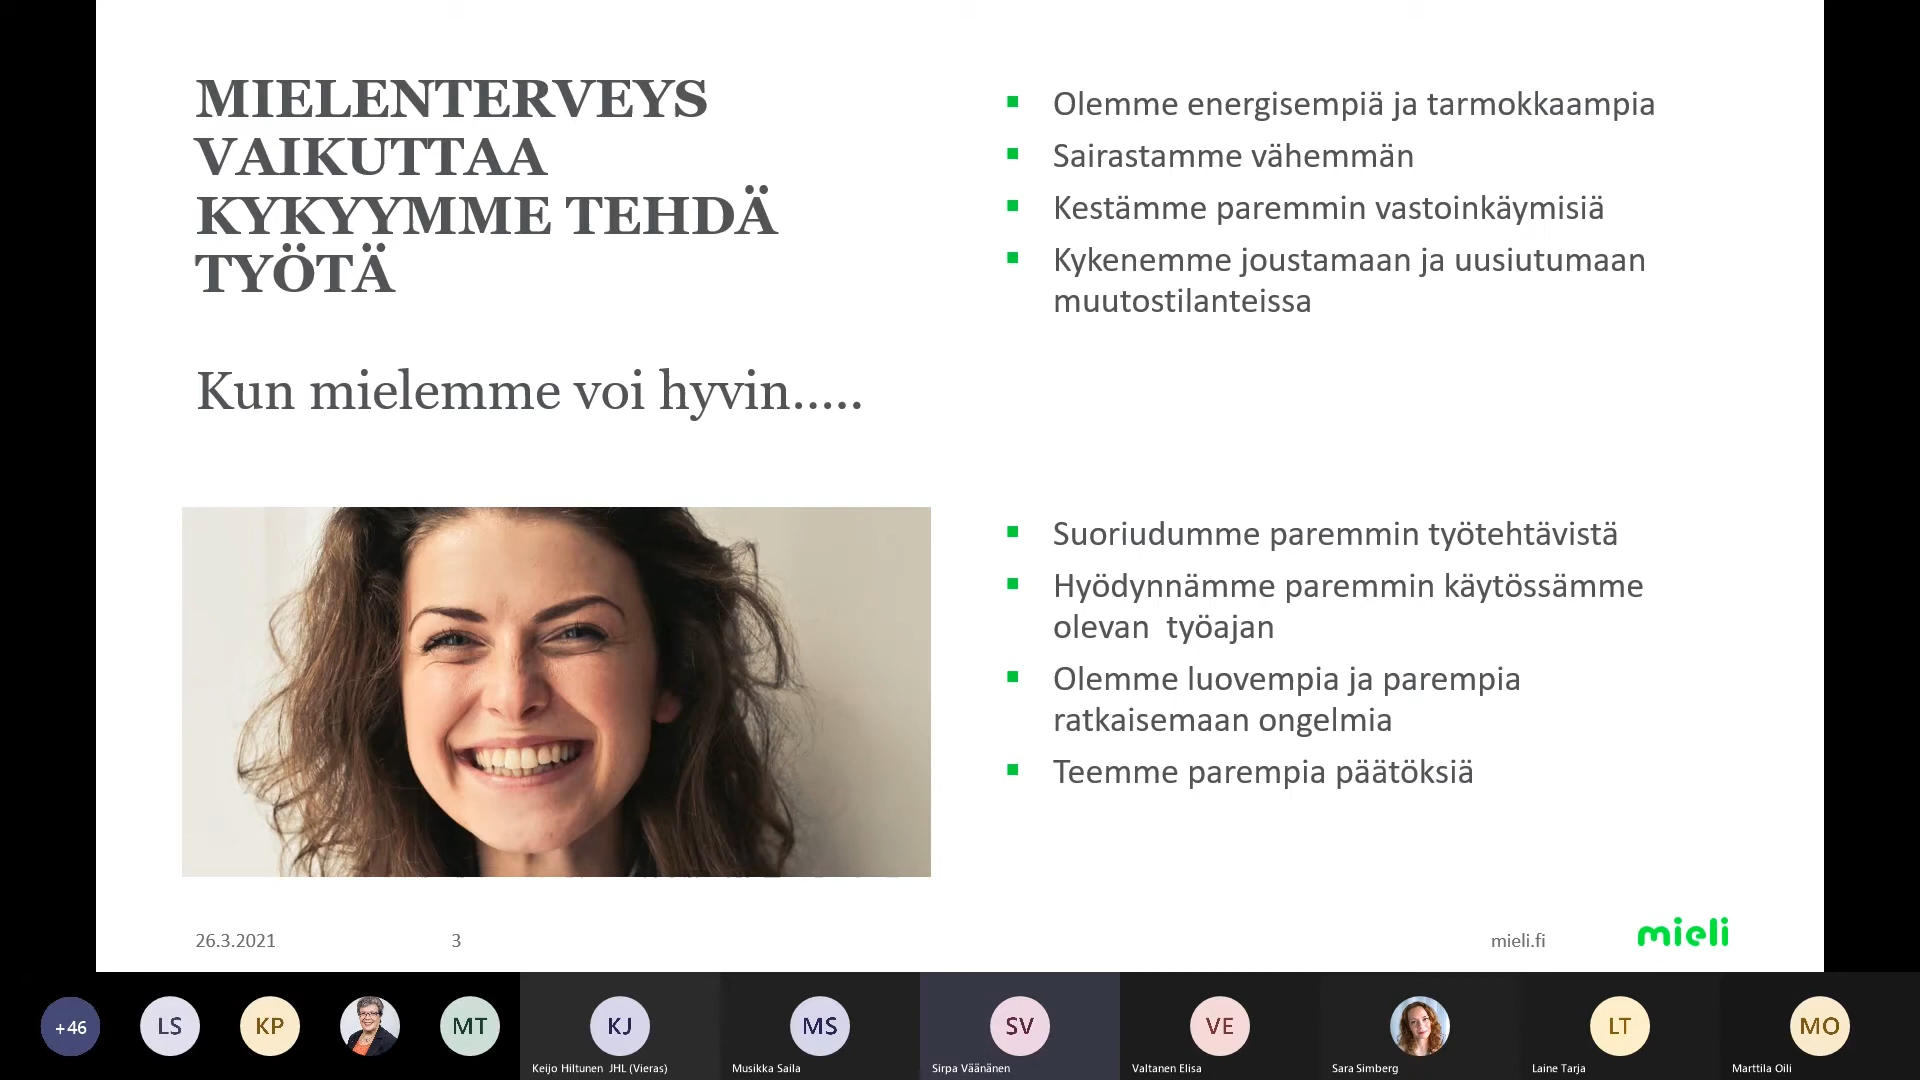 MIELENTERVEYS
VAIKUTTAA
KYKYYMME TEHDÄ
TYÖTÄ
Kun mielemme voi hyvin.....
Olemme energisempiä ja tarmokkaampia
Sairastamme vähemmän
Kestämme paremmin vastoinkäymisiä
Kykenemme joustamaan ja uusiutumaan
muutostilanteissa
Suoriudumme paremmin työtehtävistä
Hyödynnämme paremmin käytössämme
olevan  työajan
Olemme luovempia ja parempia
ratkaisemaan ongelmia
Teemme parempia päätöksiä
26.3.2021
3
mieli.fi
mieli
+46
LS
KP
MT
KJ
MS
SV
VE
LT
MO
Keijo Hiltunen  JHL (Vieras)
Musikka Saila
Sirpa Väänänen
Valtanen Elisa
Sara Simberg
Laine Tarja
Marttila Oili